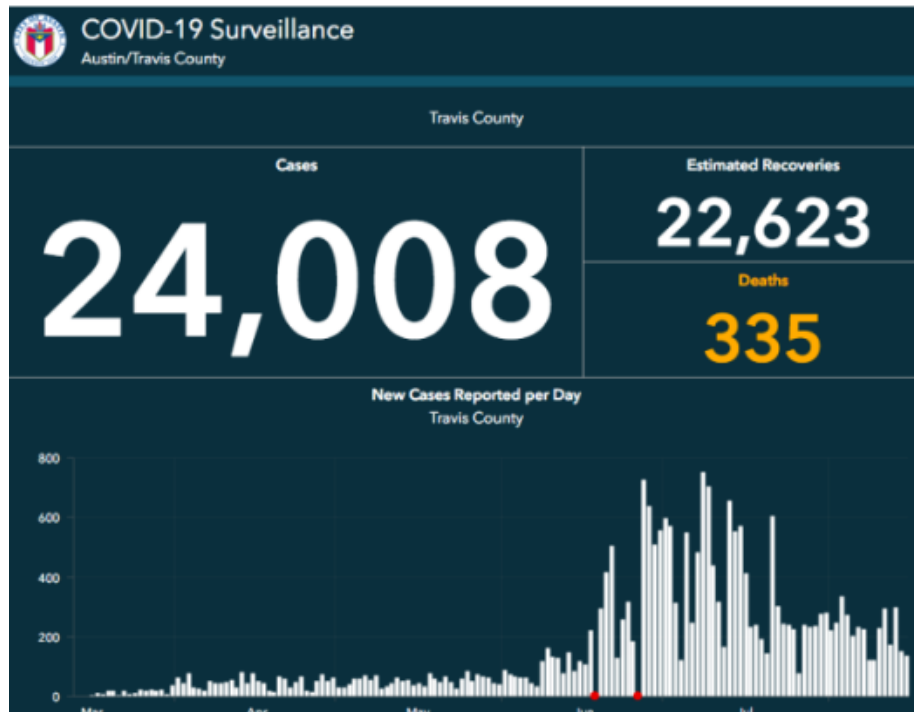 COVID-19 Surveillance
Austin/Travis County
Travis County
Cases
24,008
Estimated Recoveries
22,623
Deaths
335
New Cases Reported per Day
Travis County
800
600
400
200
0
Mar
Apr
May
Jun
Jul